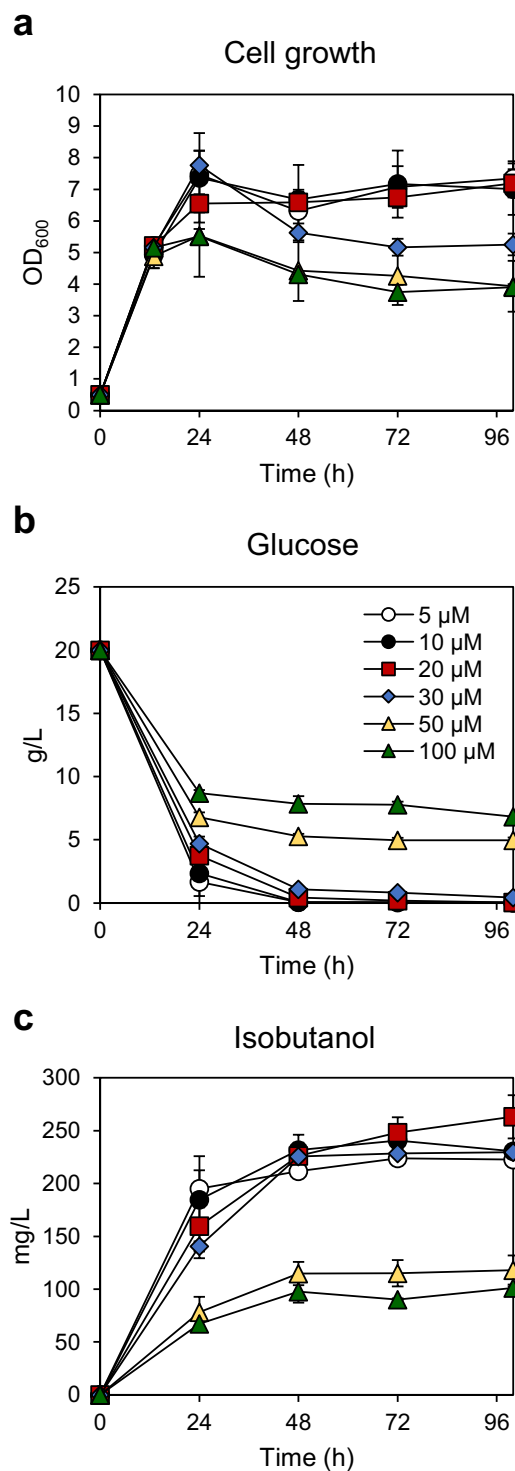 a
Cell growth
10
9
8
7
6
5
4
3
2
1
0
OD600
0 24 48 72 96
Time (h)
b
Glucose
25
20
15
10
5
0
g/L
5 µM
10 µM
20 µM
30 µM
50 µM
100 µM
0 24 48 72 96
Time (h)
c
Isobutanol
300
250
200
150
100
50
0
mg/L
0 24 48 72 96
Time (h)